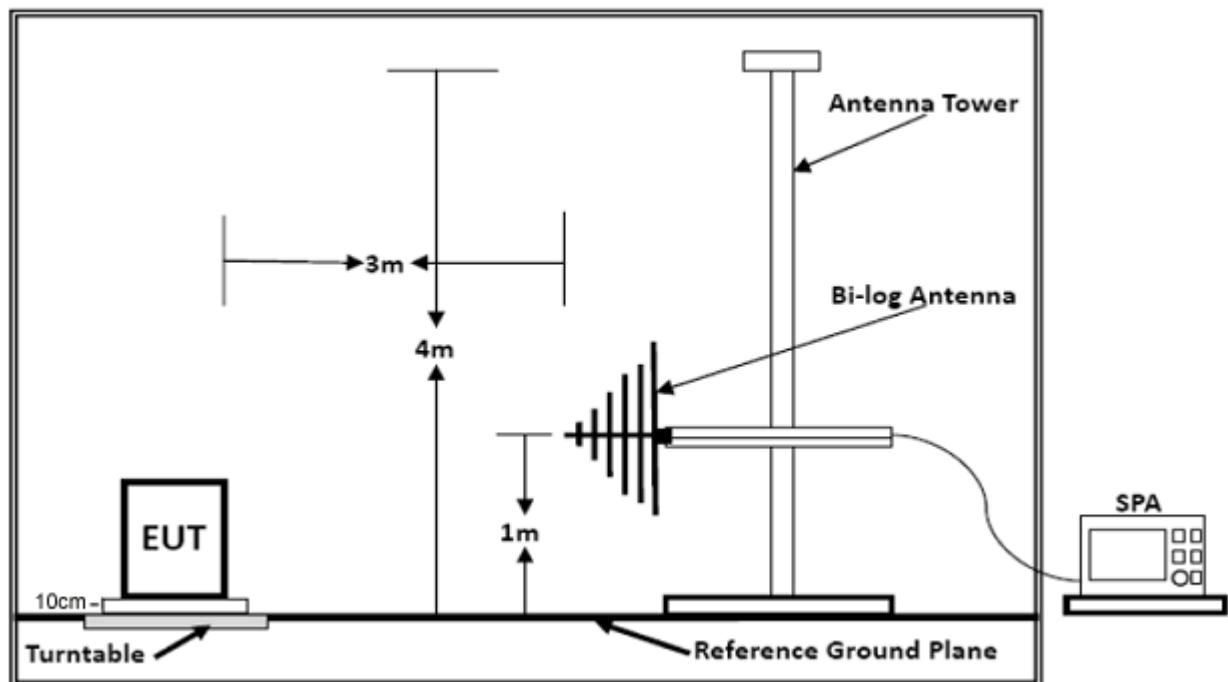 Antenna Tower
3m
Bi-log Antenna
4m
1m
SPA
EUT
10cm
Turntable
Reference Ground Plane